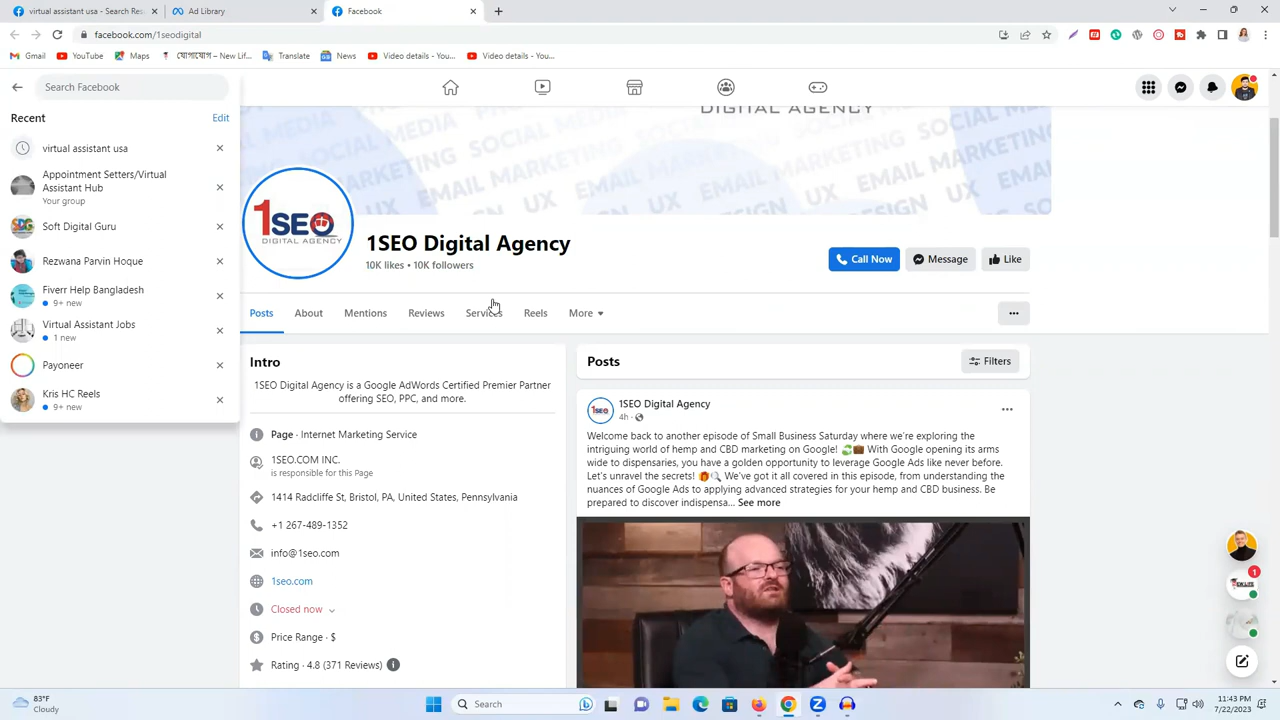 virtual assistant usa - Search Res
Ad Library
Facebook
facebook.com/1seodigital
Gmail
YouTube
Maps
গোয়েন্দা - New Lif...
Translate
News
Video details - You...
Video details - You...
Search Facebook
Recent
Edit
virtual assistant usa
Appointment Setters/Virtual
Assistant Hub
Your group
Soft Digital Guru
Rezwana Parvin Hoque
Fiverr Help Bangladesh
9+ new
Virtual Assistant Jobs
1 new
Payoneer
Kris HC Reels
9+ new
DIGITAL AGENCY
SOCIAL MEDIA
EMAIL MARKETING
UX
1SEO
DIGITAL AGENCY
1SEO Digital Agency
10K likes • 10K followers
Call Now
Message
Like
Posts
About
Mentions
Reviews
Services
Reels
More
Intro
1SEO Digital Agency is a Google AdWords Certified Premier Partner
offering SEO, PPC, and more.
Page · Internet Marketing Service
1SEO.COM INC.
is responsible for this Page
1414 Radcliffe St, Bristol, PA, United States, Pennsylvania
+1 267-489-1352
info@1seo.com
1seo.com
Closed now
Price Range · $
Rating · 4.8 (371 Reviews)
Posts
Filters
1SEO Digital Agency
4h ·
Welcome back to another episode of Small Business Saturday where we're exploring the
intriguing world of hemp and CBD marketing on Google! With Google opening its arms
wide to dispensaries, you have a golden opportunity to leverage Google Ads like never before.
Let's unravel the secrets! We've got it all covered in this episode, from understanding the
nuances of Google Ads to applying advanced strategies for your hemp and CBD business. Be
prepared to discover indispensa... See more
1
83°F
Cloudy
Search
11:43 PM
7/22/2023